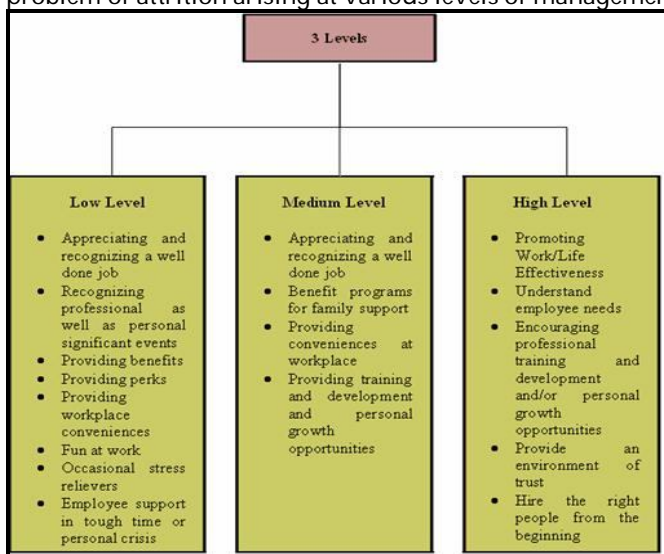 problem of attrition arising at various levels of manageme
3 Levels
Low Level
• Appreciating and
recognizing a well
done job
• Recognizing
professional as
well as personal
significant events
• Providing benefits
• Providing perks
• Providing
workplace
conveniences
• Fun at work
• Occasional stress
relievers
• Employee support
in tough time or
personal crisis
Medium Level
• Appreciating and
recognizing a well
done job
• Benefit programs
for family support
• Providing
conveniences at
workplace
• Providing training
and development
and personal
growth
opportunities
High Level
• Promoting
Work/Life
Effectiveness
• Understand
employee needs
• Encouraging
professional
training and
development
and/or personal
growth
opportunities
• Provide an
environment of
trust
• Hire the right
people from the
beginning